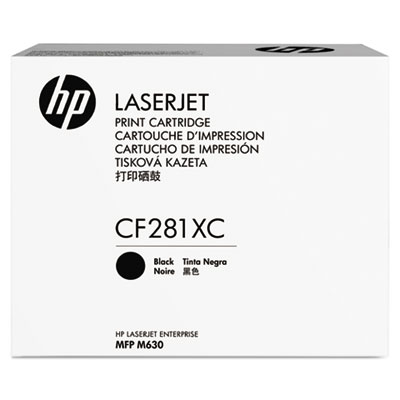 hp
LASERJET
PRINT CARTRIDGE
CARTOUCHE D'IMPRESSION
CARTUCHO DE IMPRESIÓN
TISKOVÁ KAZETA
打印硒鼓
CF281XC
Black Tinta Negra
Noire 黑色
HP LASERJET ENTERPRISE
MFP M630